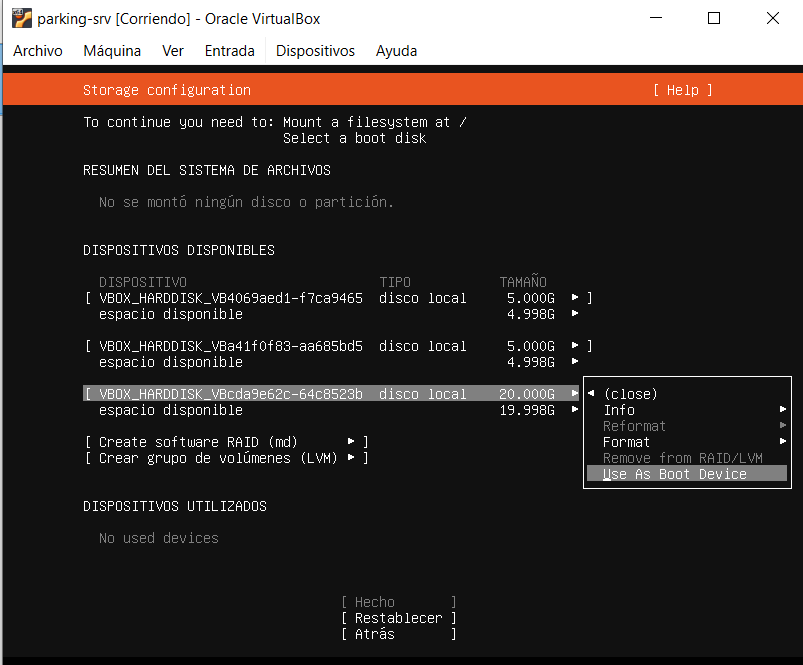 parking-srv [Corriendo] - Oracle VirtualBox
Archivo Máquina Ver Entrada Dispositivos Ayuda
Storage configuration [ Help ]
To continue you need to: Mount a filesystem at /
Select a boot disk
RESUMEN DEL SISTEMA DE ARCHIVOS
No se montó ningún disco o partición.
DISPOSITIVOS DISPONIBLES
DISPOSITIVO TIPO TAMAÑO
[ VBOX_HARDDISK_VB4069aed1-f7ca9465 disco local 5.000G ▸ ]
espacio disponible 4.998G ▸
[ VBOX_HARDDISK_VBa41f0f83-aa685bd5 disco local 5.000G ▸ ]
espacio disponible 4.998G ▸
[ VBOX_HARDDISK_VBcda9e62c-64c8523b disco local 20.000G ▸ ◂ (close)
espacio disponible 19.998G ▸ Info ▸
Reformat ▸
[ Create software RAID (md) ▸ ] Format ▸
[ Crear grupo de volúmenes (LVM) ▸ ] Remove from RAID/LVM
Use As Boot Device
DISPOSITIVOS UTILIZADOS
No used devices
[ Hecho ]
[ Restablecer ]
[ Atrás ]